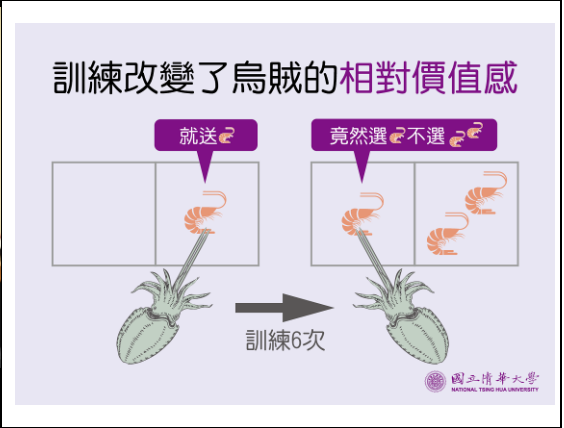 訓練改變了烏賊的相對價值感
就送
竟然選不選
訓練6次
國立清華大學
NATIONAL TSING HUA UNIVERSITY